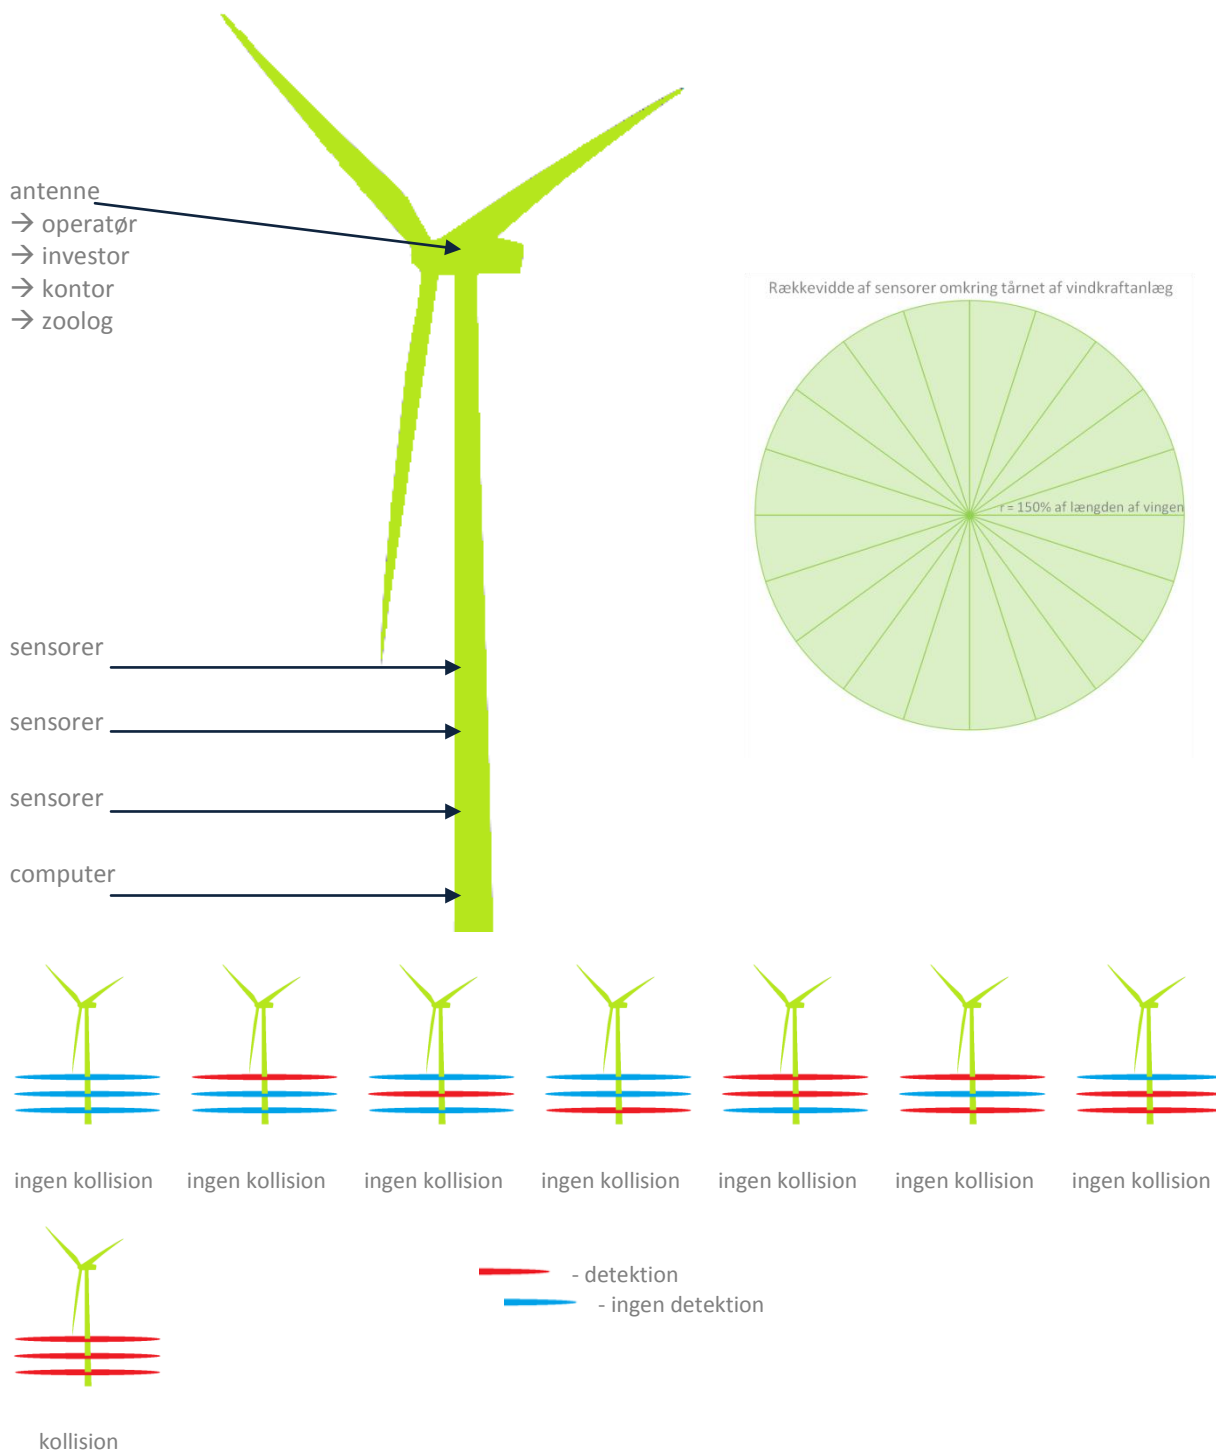 antenne
→ operatør
→ investor
→ kontor
→ zoolog
Rækkevidde af sensorer omkring tårnet af vindkraftanlæg
r = 150% af længden af vingen
sensorer
sensorer
sensorer
computer
ingen kollision ingen kollision ingen kollision ingen kollision ingen kollision ingen kollision ingen kollision
- detektion
- ingen detektion
kollision